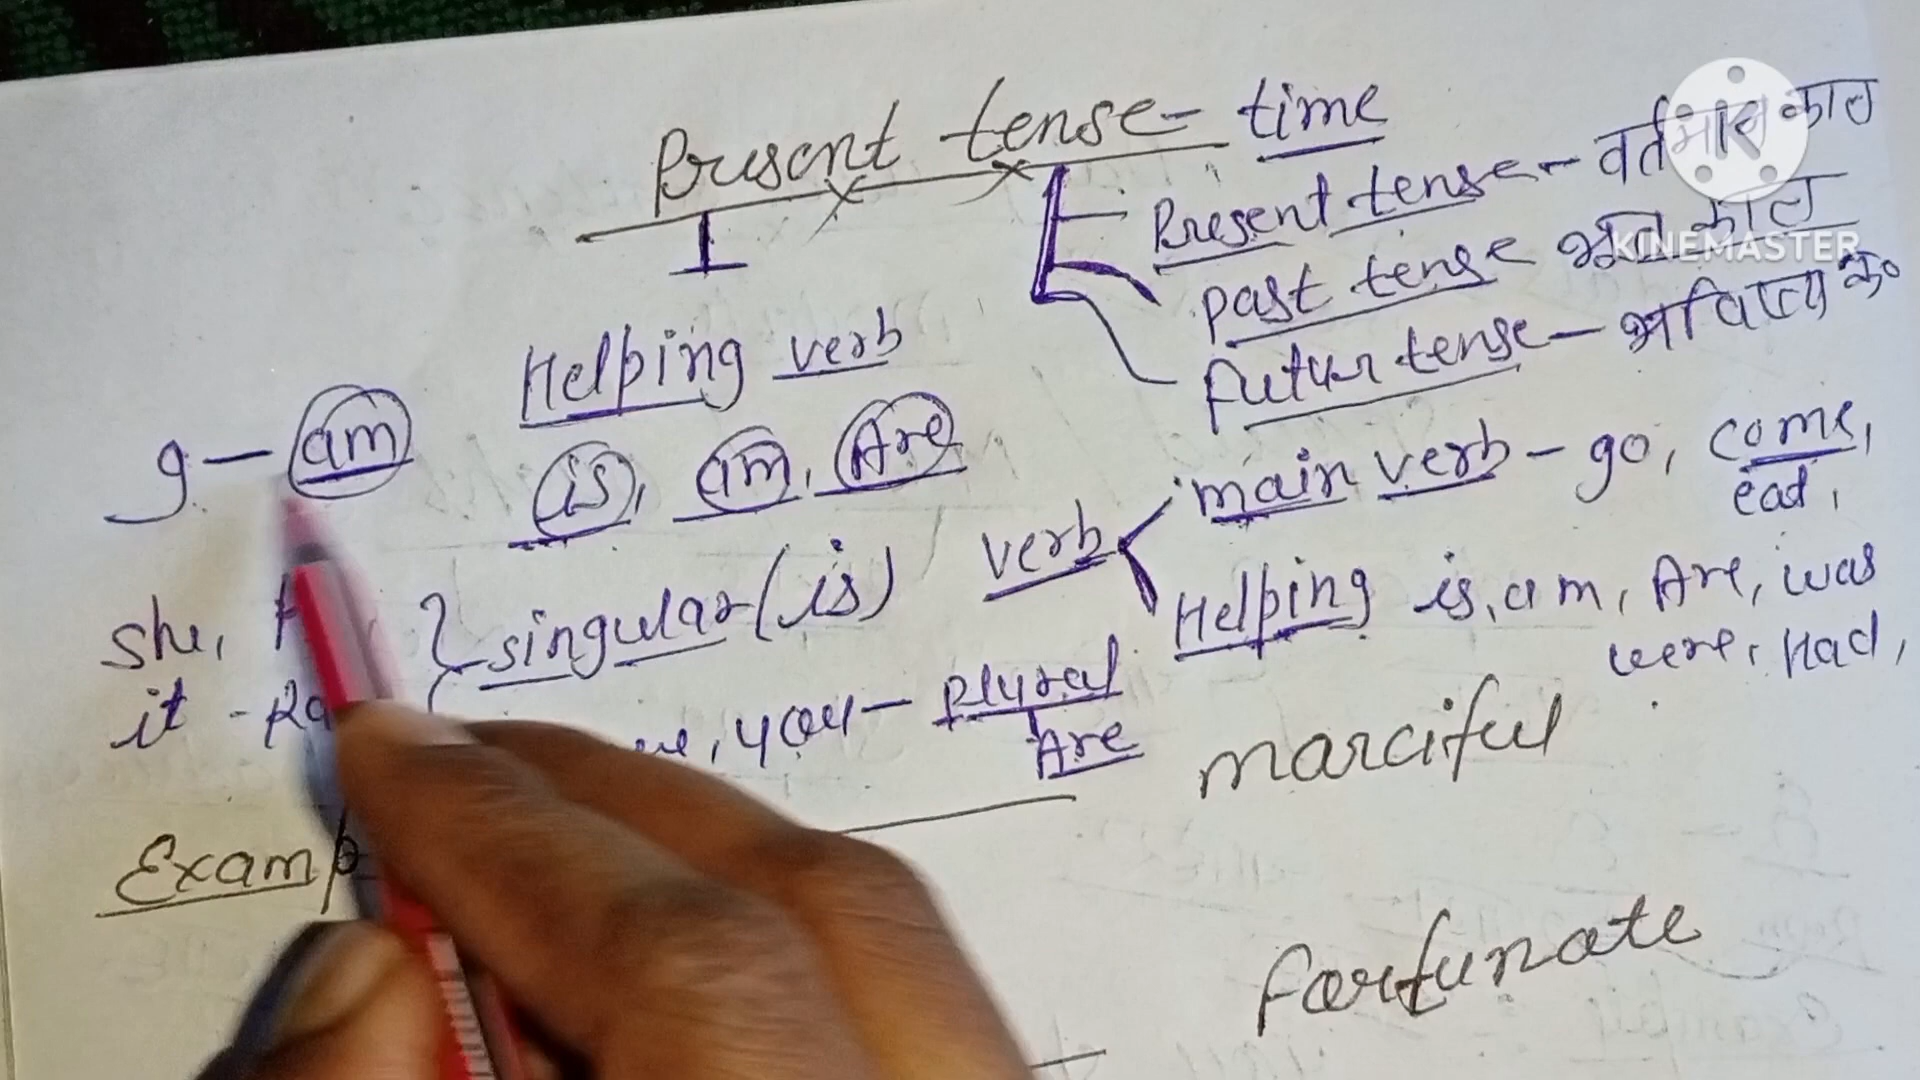 Present tense - time
Present tense - वर्तमान काल
past tense भूत काल
futur tense - भविष्य का०
Helping verb
I - am
is, am, Are
main verb - go, come,
eat,
verb
Helping is, am, Are, was
were, Had,
she,
it -
singular (is)
you - plural
Are
marciful
Examp
forfunate
K
KINEMASTER